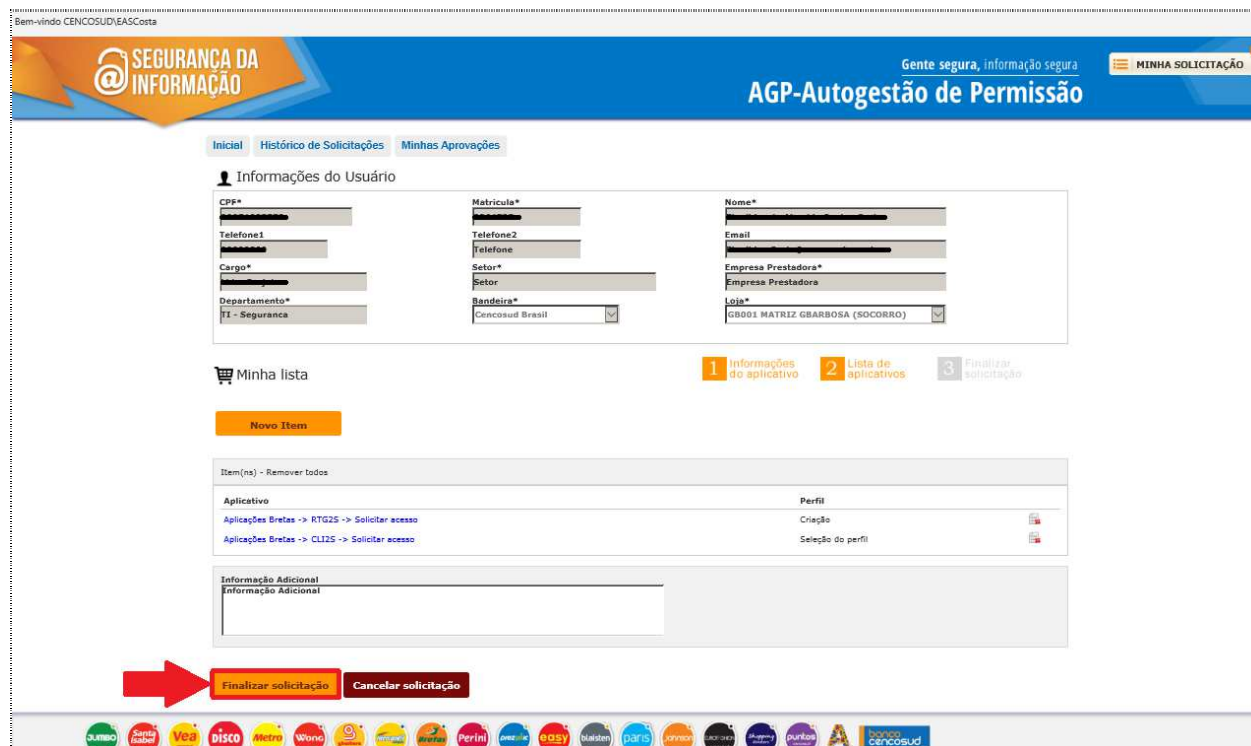 Bem-vindo CENCOSUD\EASCosta
SEGURANÇA DA
INFORMAÇÃO
Gente segura, informação segura
AGP-Autogestão de Permissão
MINHA SOLICITAÇÃO
Inicial Histórico de Solicitações Minhas Aprovações
Informações do Usuário
CPF* Matricula* Nome*
Telefone1 Telefone2 Email
Telefone
Cargo* Setor* Empresa Prestadora*
Setor Empresa Prestadora
Departamento* Bandeira* Loja*
TI - Seguranca Cencosud Brasil GB001 MATRIZ GBARBOSA (SOCORRO)
Minha lista
1 Informações do aplicativo
2 Lista de aplicativos
3 Finalizar solicitação
Novo Item
Item(ns) - Remover todos
Aplicativo Perfil
Aplicações Bretas -> RTG2S -> Solicitar acesso Criação
Aplicações Bretas -> CLI2S -> Solicitar acesso Seleção do perfil
Informação Adicional
Informação Adicional
Finalizar solicitação Cancelar solicitação
JUMBO Santa Isabel Vea DISCO Metro Wong Bretas Perini easy blaisten paris Johnson Shopping puntos banco cencosud